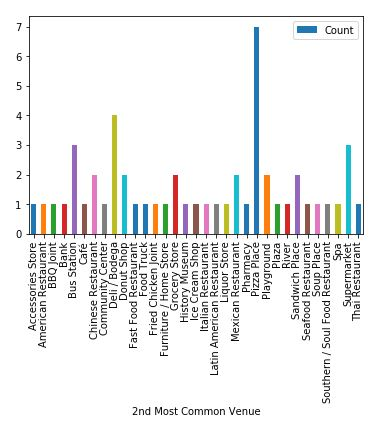 7
6
5
4
3
2
1
0
Count
Accessories Store
American Restaurant
BBQ Joint
Bank
Bus Station
Café
Chinese Restaurant
Community Center
Deli / Bodega
Donut Shop
Fast Food Restaurant
Food Truck
Fried Chicken Joint
Furniture / Home Store
Grocery Store
History Museum
Ice Cream Shop
Italian Restaurant
Latin American Restaurant
Liquor Store
Mexican Restaurant
Pharmacy
Pizza Place
Playground
Plaza
River
Sandwich Place
Seafood Restaurant
Soup Place
Southern / Soul Food Restaurant
Spa
Supermarket
Thai Restaurant
2nd Most Common Venue